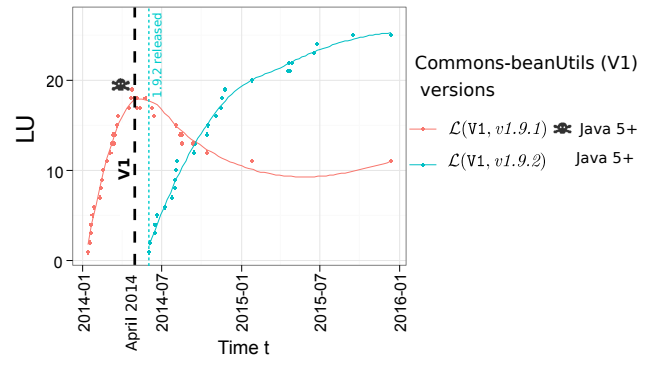 Commons-beanUtils (V1)
versions
ℒ(V1, v1.9.1) ☠ Java 5+
ℒ(V1, v1.9.2) Java 5+
LU
20
10
0
V1
1.9.2 released
2014-01
April 2014
2014-07
2015-01
2015-07
2016-01
Time t